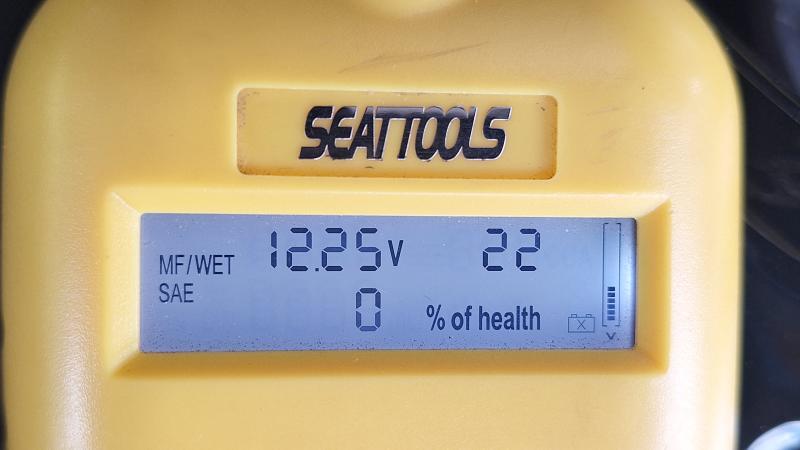 SEATTOOLS
MF/WET 12.25V 22
SAE 0 % of health
V